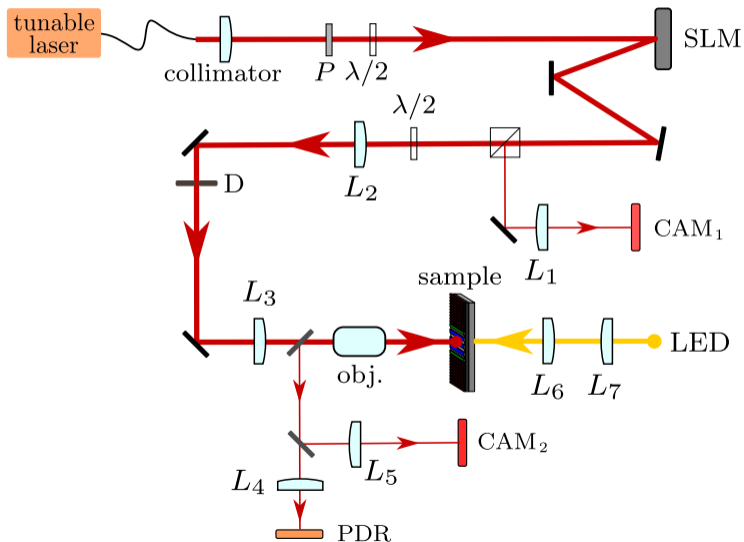 tunable
laser
collimator
P
λ/2
SLM
λ/2
L₂
D
L₁
CAM₁
L₃
sample
obj.
L₆
L₇
LED
L₅
CAM₂
L₄
PDR